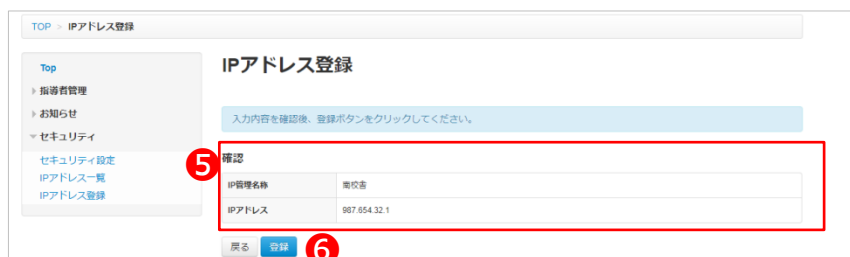 TOP > IPアドレス登録
Top
指導者管理
お知らせ
セキュリティ
セキュリティ設定
IPアドレス一覧
IPアドレス登録
IPアドレス登録
入力内容を確認後、登録ボタンをクリックしてください。
5
確認
IP管理名称 南校舎
IPアドレス 987.654.32.1
戻る 登録 6